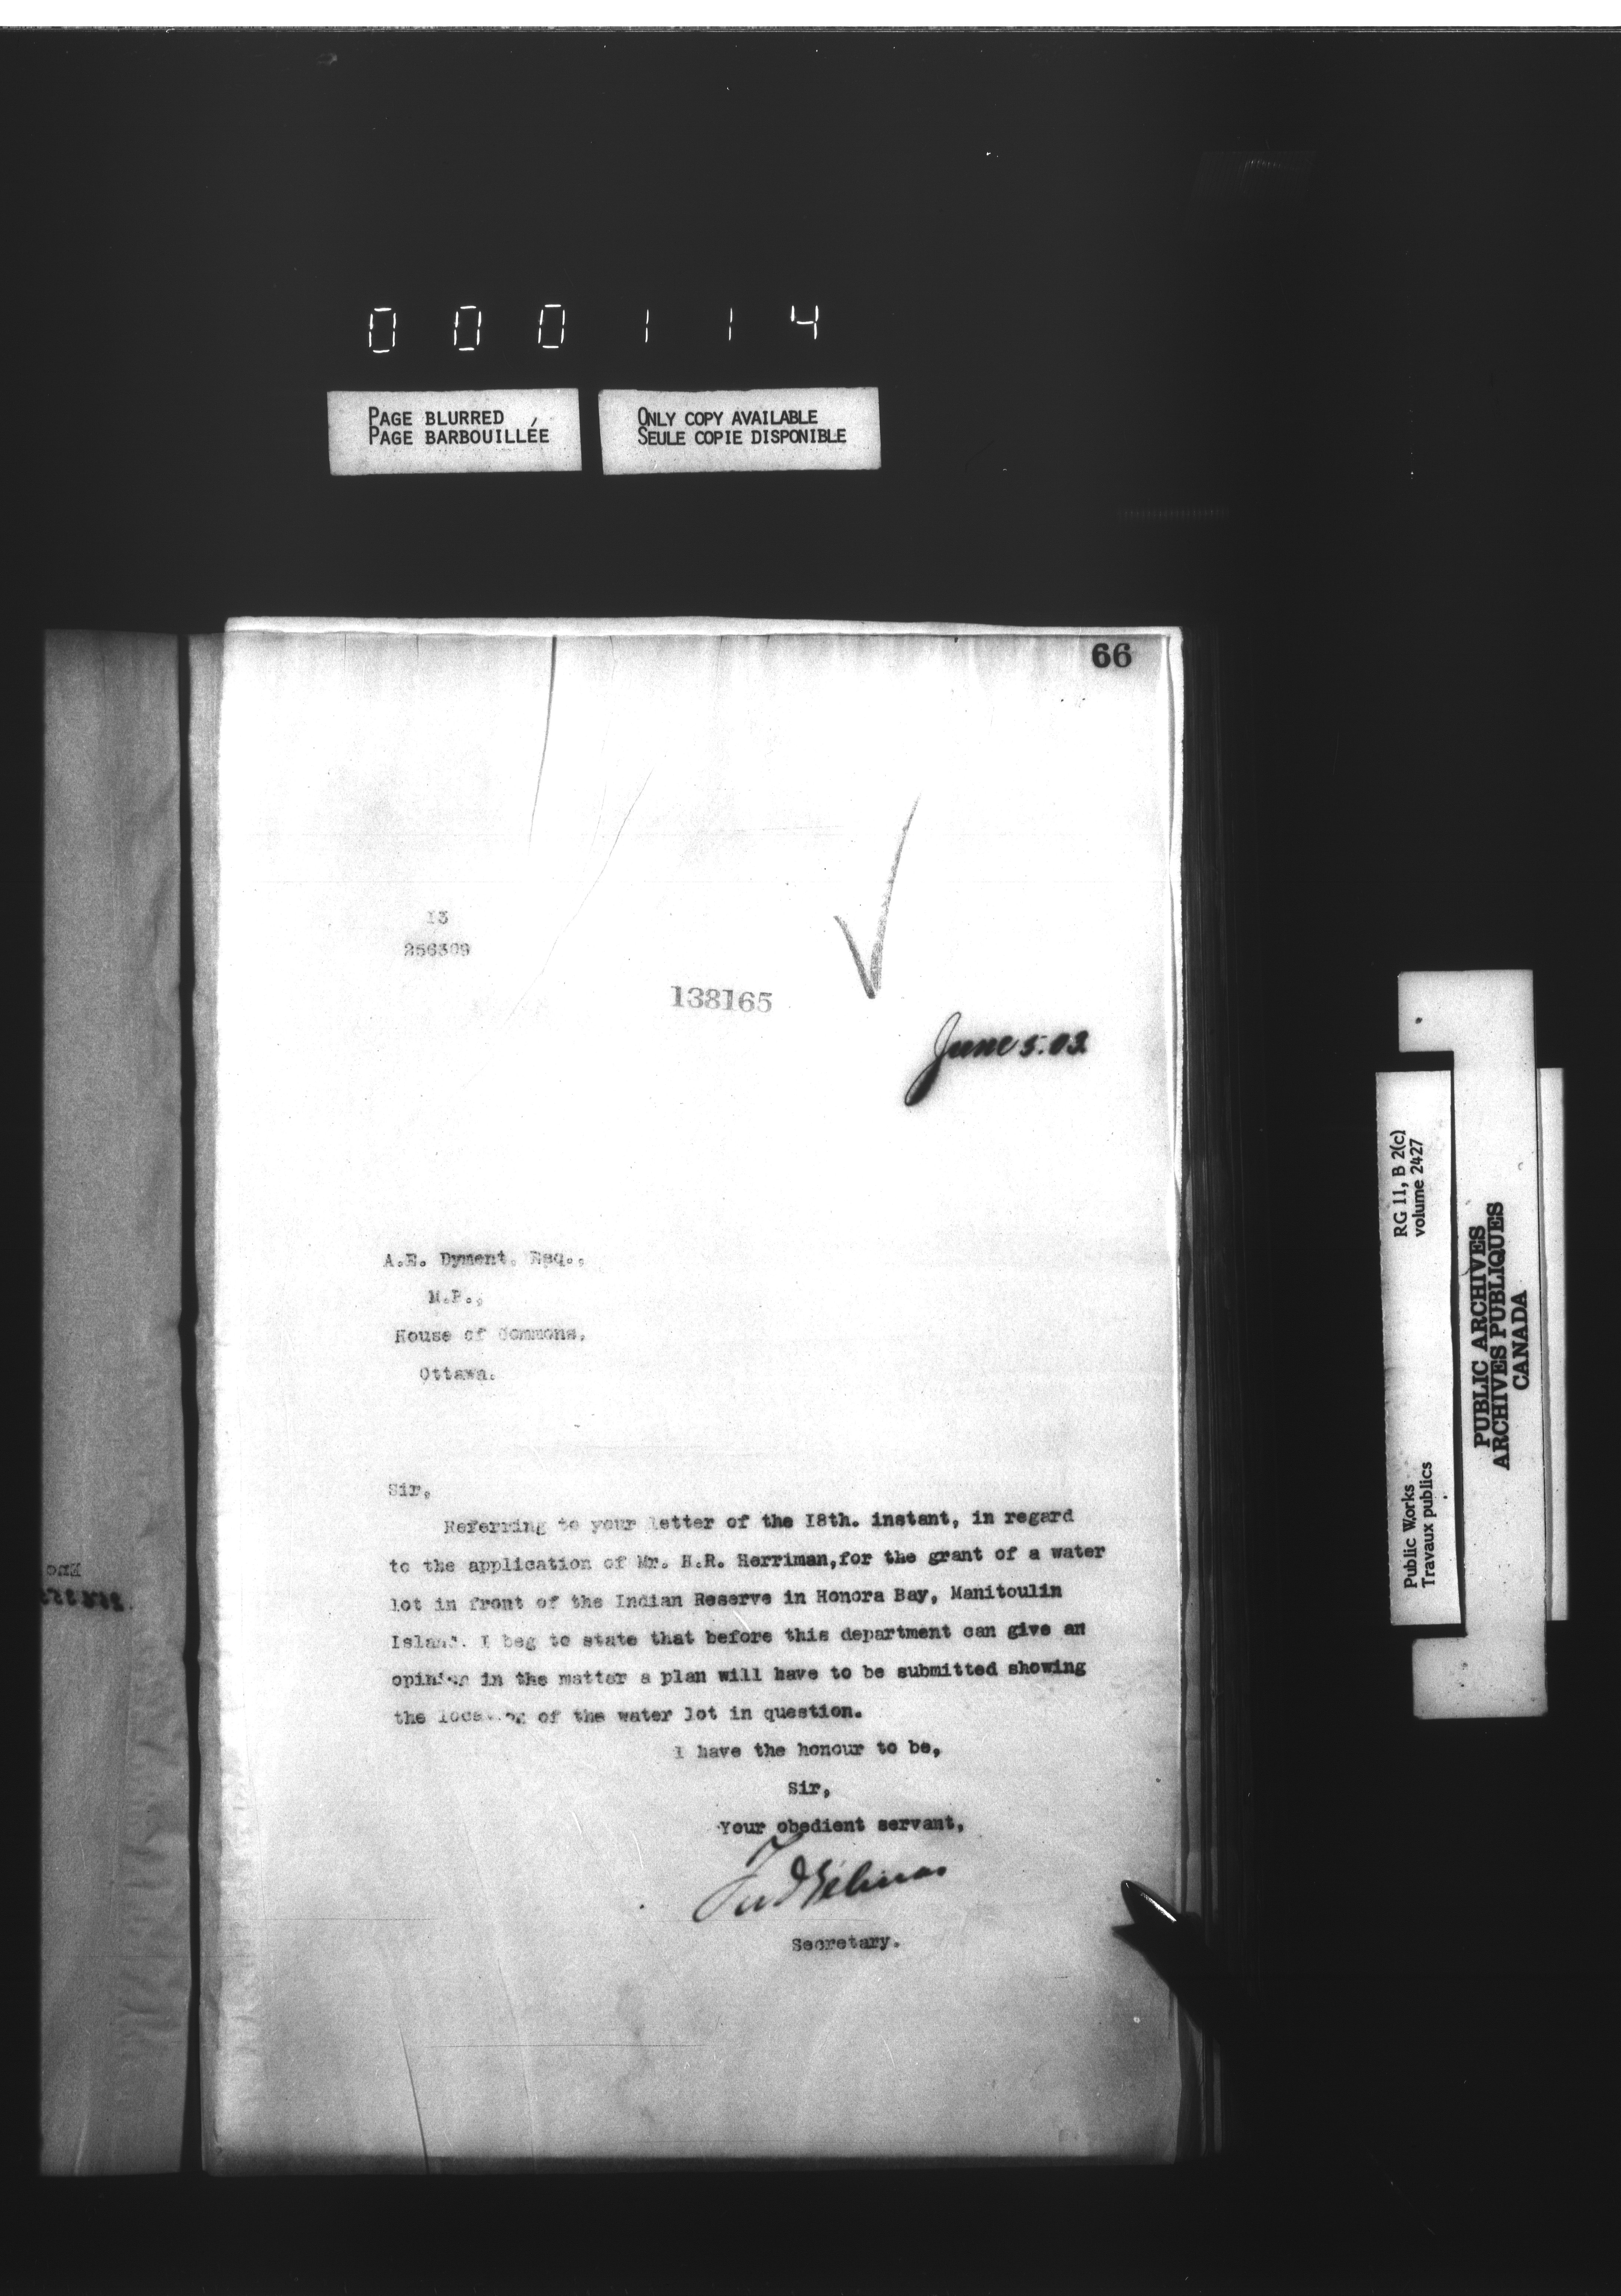 000114
PAGE BLURRED
PAGE BARBOUILLÉE
ONLY COPY AVAILABLE
SEULE COPIE DISPONIBLE
66
13
256309
138165
June 5. 03
A.E. Dyment, Esq.,
M.P.,
House of Commons,
Ottawa.
Sir,
Referring to your letter of the 18th. instant, in regard
to the application of Mr. H.R. Herriman,for the grant of a water
lot in front of the Indian Reserve in Honora Bay, Manitoulin
Island. I beg to state that before this department can give an
opinion in the matter a plan will have to be submitted showing
the location of the water lot in question.
I have the honour to be,
Sir,
Your obedient servant,
Secretary.
RG 11, B 2(c)
volume 2427
Public Works
Travaux publics
PUBLIC ARCHIVES
ARCHIVES PUBLIQUES
CANADA